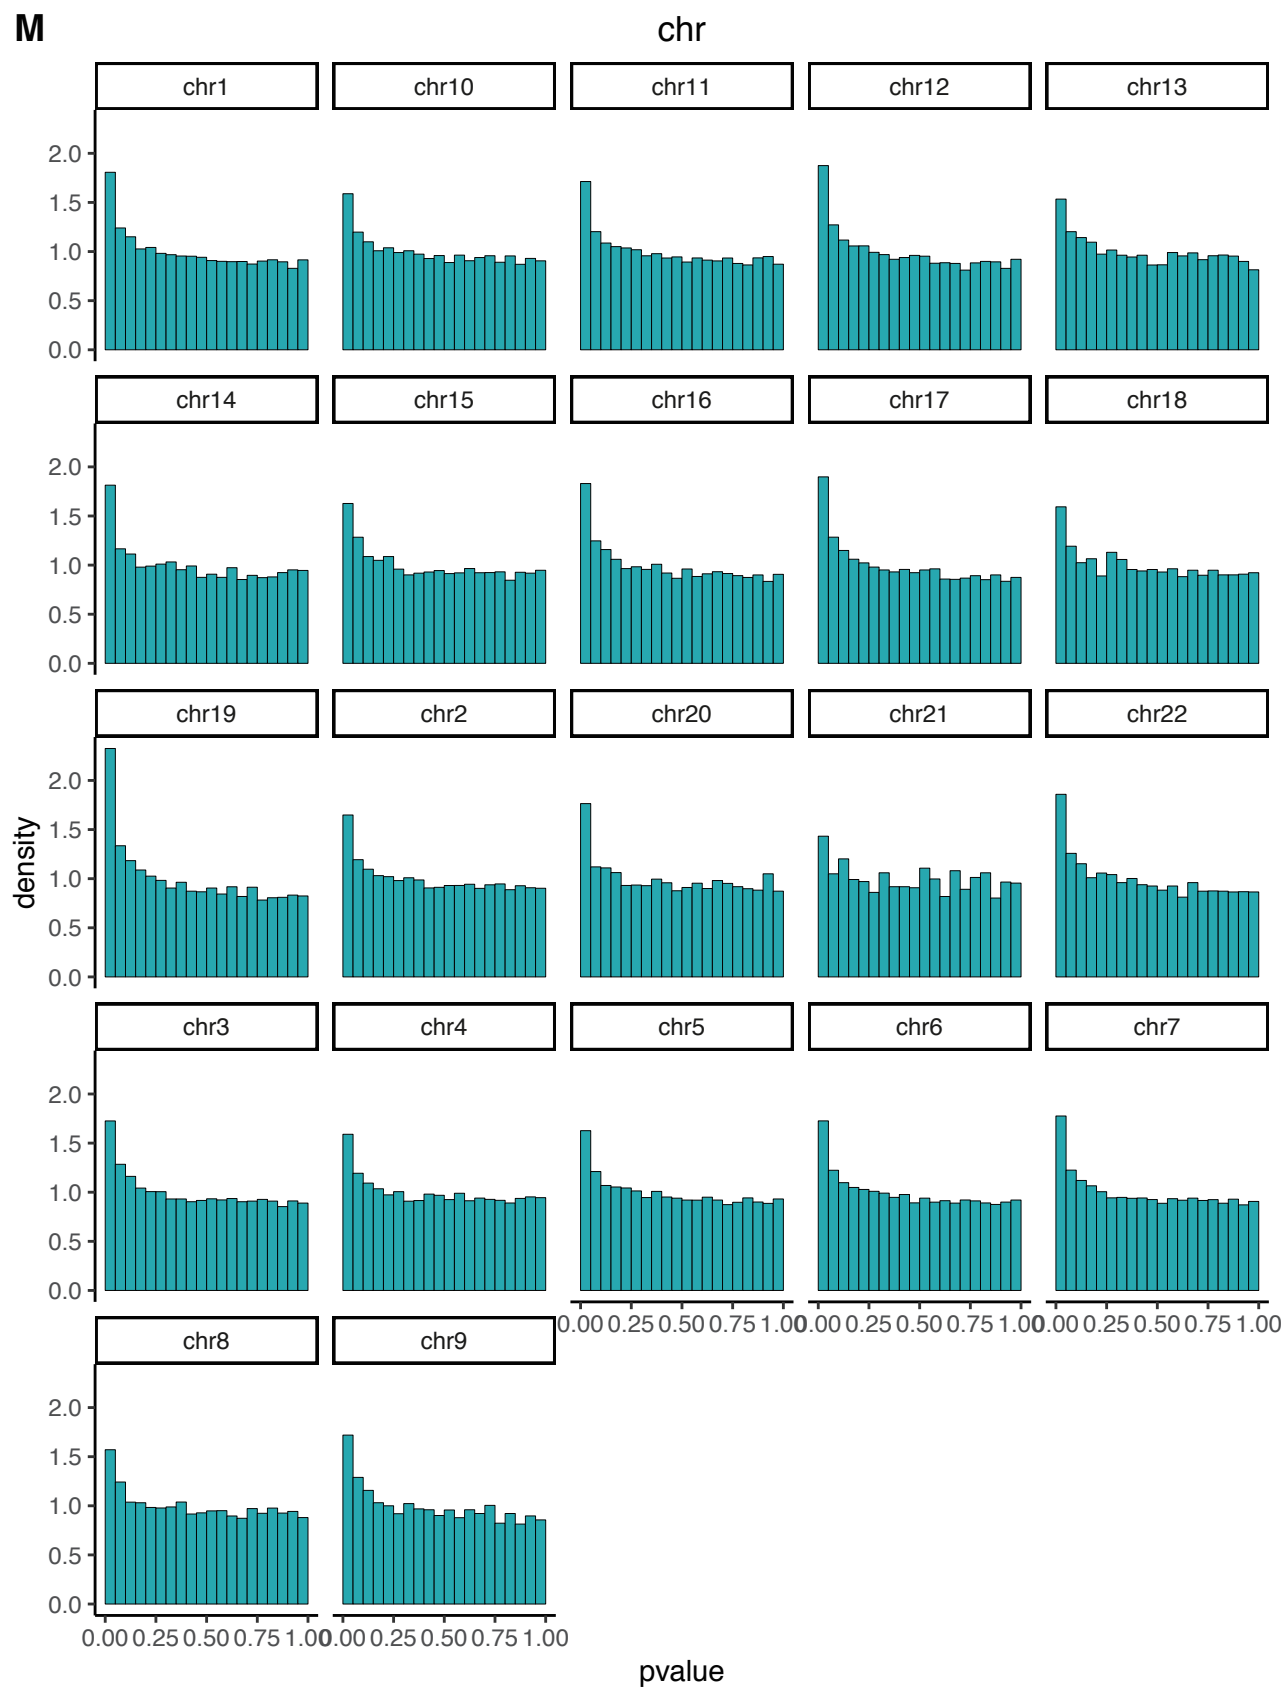 M
chr
chr1 chr10 chr11 chr12 chr13
2.0
1.5
1.0
0.5
0.0
chr14 chr15 chr16 chr17 chr18
2.0
1.5
1.0
0.5
0.0
chr19 chr2 chr20 chr21 chr22
2.0
1.5
1.0
0.5
0.0
density
chr3 chr4 chr5 chr6 chr7
2.0
1.5
1.0
0.5
0.0
0.00 0.25 0.50 0.75 1.00 0.00 0.25 0.50 0.75 1.00 0.00 0.25 0.50 0.75 1.00
chr8 chr9
2.0
1.5
1.0
0.5
0.0
0.00 0.25 0.50 0.75 1.00 0.00 0.25 0.50 0.75 1.00
pvalue